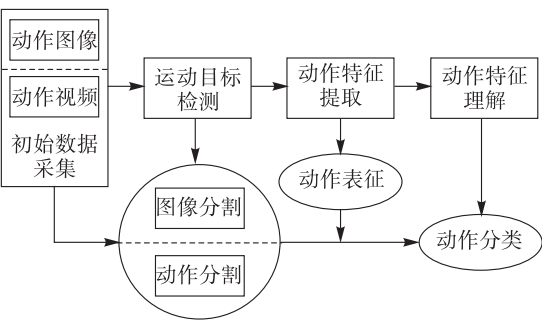 动作图像
动作视频
初始数据
采集
运动目标
检测
动作特征
提取
动作特征
理解
图像分割
动作分割
动作表征
动作分类